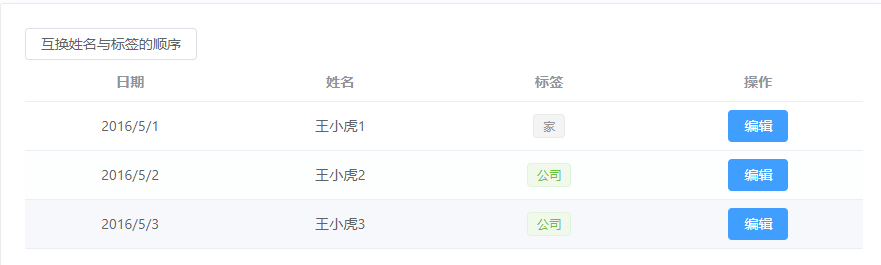 互换姓名与标签的顺序
日期 姓名 标签 操作
2016/5/1 王小虎1 家 编辑
2016/5/2 王小虎2 公司 编辑
2016/5/3 王小虎3 公司 编辑